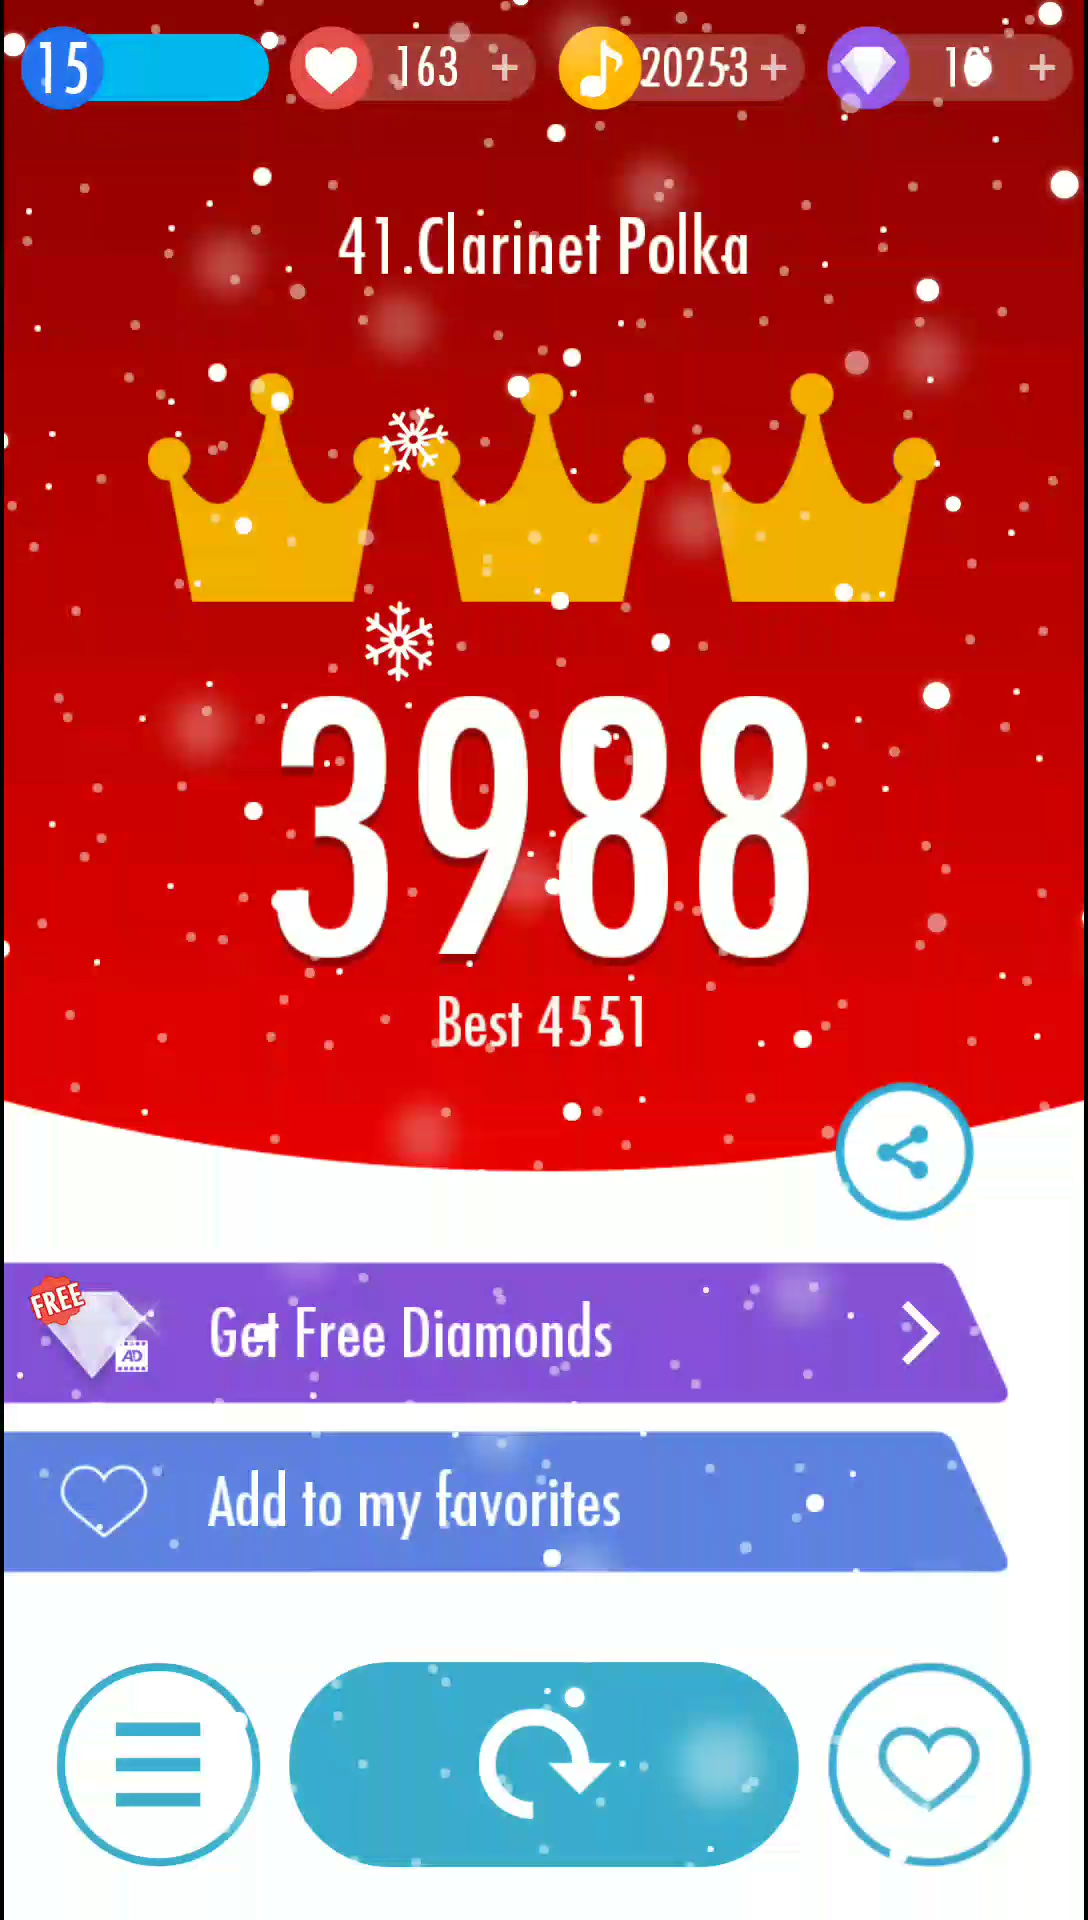 15 163 + 20253 + +
41.Clarinet Polka
3988
Best 4551
FREE
AD
Get Free Diamonds
Add to my favorites